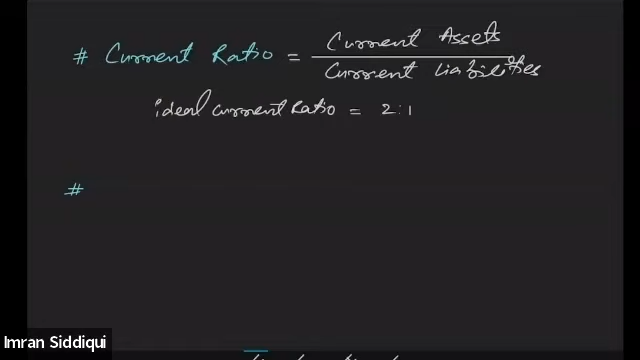 # Current Ratio = Current Assets / Current Liabilities
ideal Current Ratio = 2:1
#
Imran Siddiqui